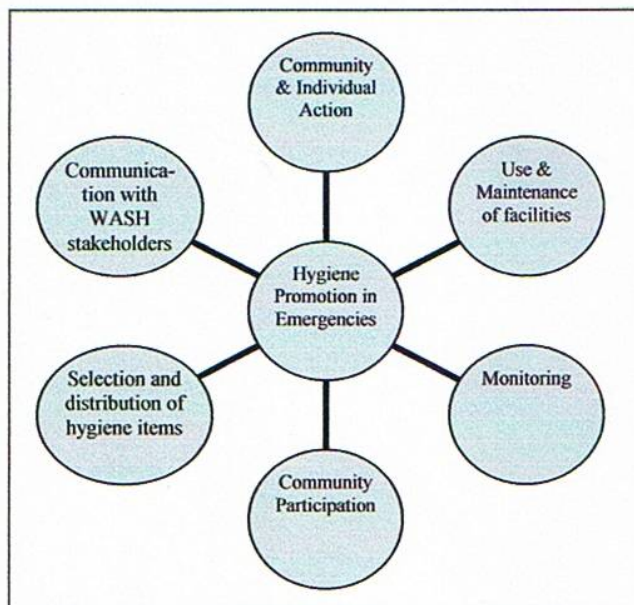 Community
& Individual
Action
Communica-
tion with
WASH
stakeholders
Use &
Maintenance
of facilities
Hygiene
Promotion in
Emergencies
Selection and
distribution of
hygiene items
Monitoring
Community
Participation